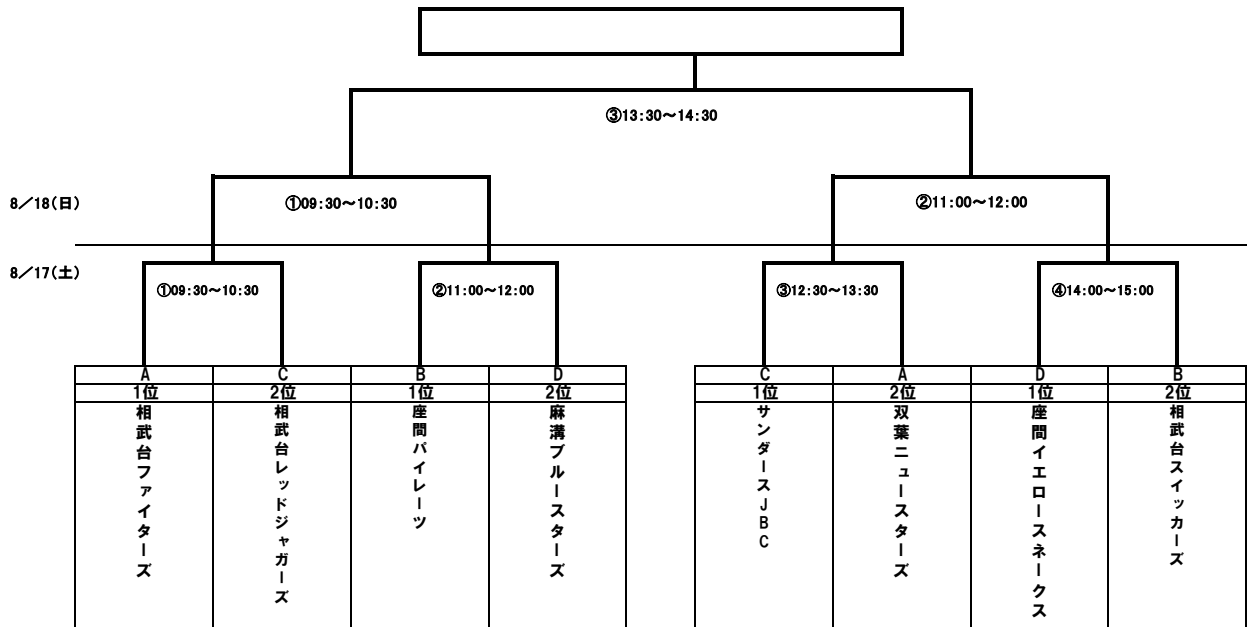 ③13:30～14:30
8／18(日)
①09:30～10:30
②11:00～12:00
8／17(土)
①09:30～10:30
②11:00～12:00
③12:30～13:30
④14:00～15:00
A
C
B
D
C
A
D
B
1位
2位
1位
2位
1位
2位
1位
2位
相武台ファイターズ
相武台レッドジャガーズ
座間パイレーツ
麻溝ブルースターズ
サンダースJBC
双葉ニュースターズ
座間イエロースネークス
相武台スイッカーズ